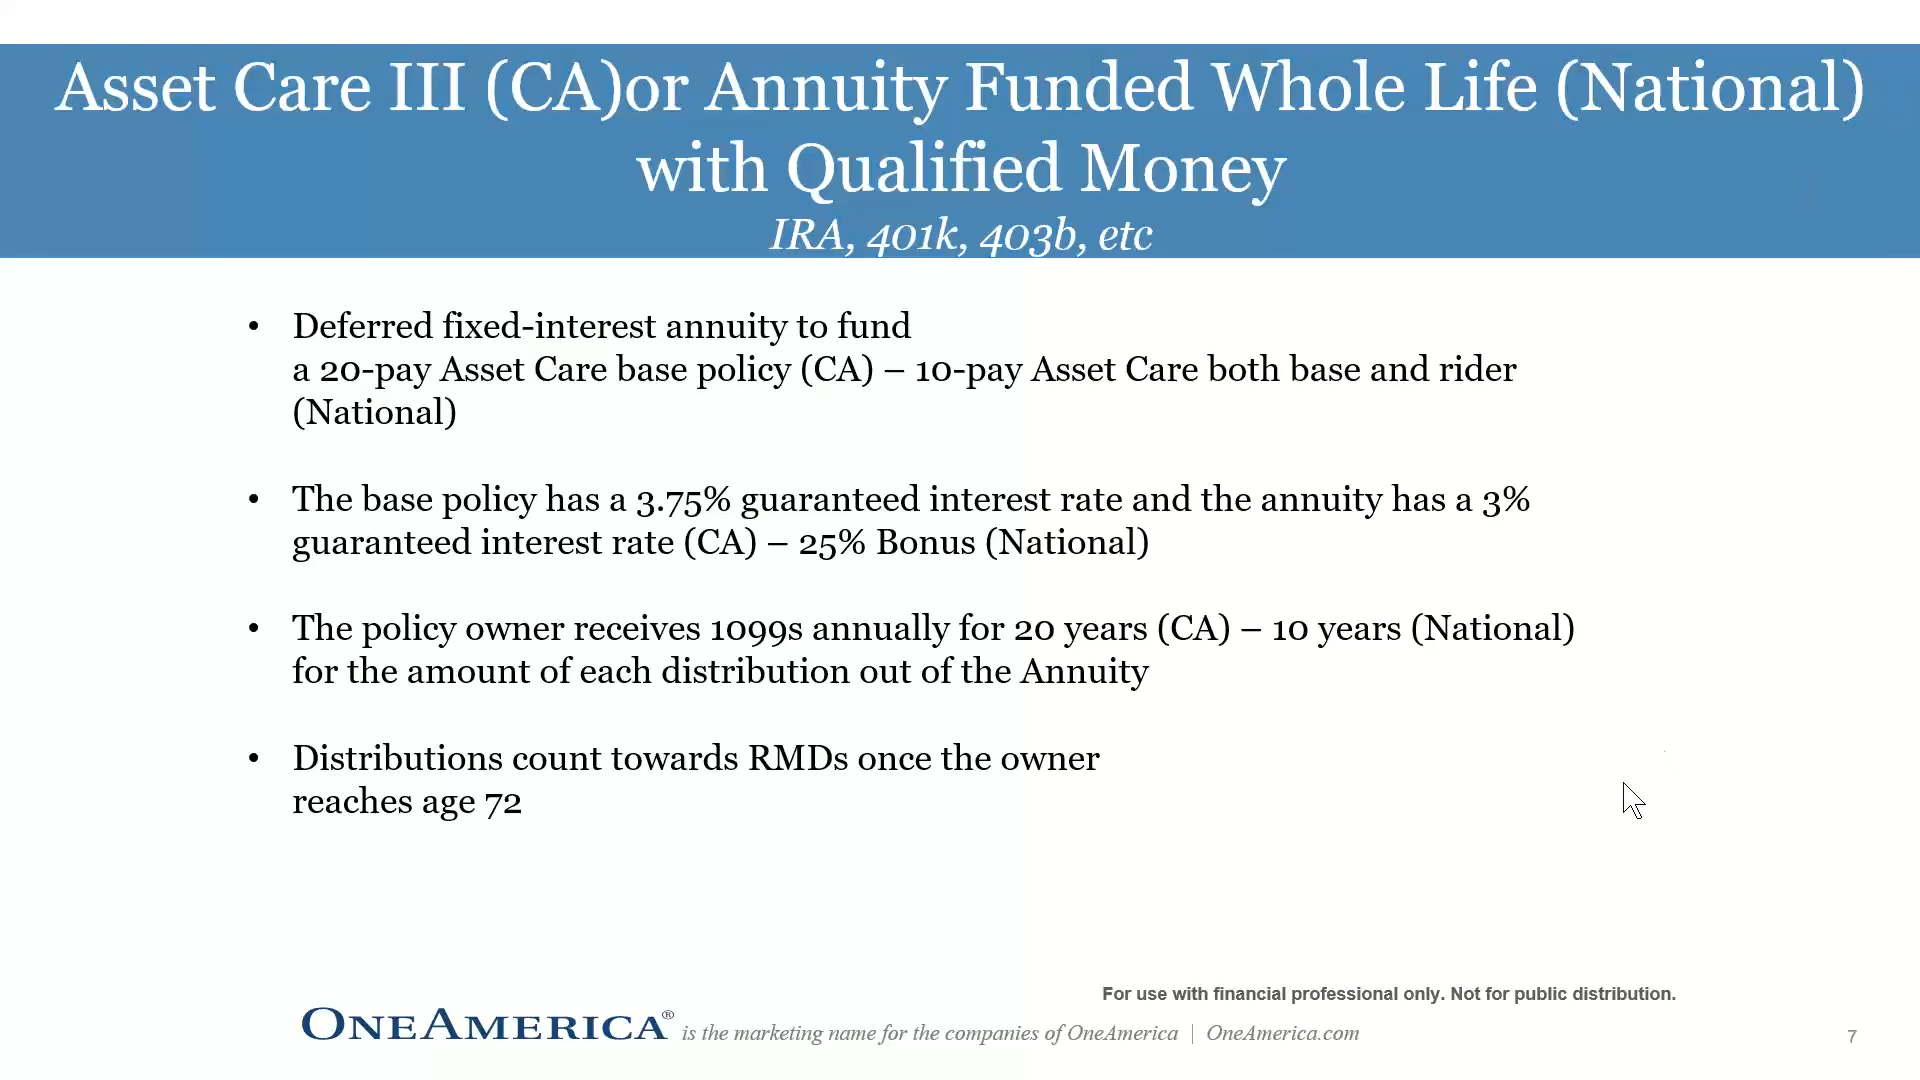 Asset Care III (CA)or Annuity Funded Whole Life (National)
with Qualified Money
IRA, 401k, 403b, etc
• Deferred fixed-interest annuity to fund
a 20-pay Asset Care base policy (CA) – 10-pay Asset Care both base and rider
(National)
• The base policy has a 3.75% guaranteed interest rate and the annuity has a 3%
guaranteed interest rate (CA) – 25% Bonus (National)
• The policy owner receives 1099s annually for 20 years (CA) – 10 years (National)
for the amount of each distribution out of the Annuity
• Distributions count towards RMDs once the owner
reaches age 72
For use with financial professional only. Not for public distribution.
ONEAMERICA® is the marketing name for the companies of OneAmerica | OneAmerica.com
7